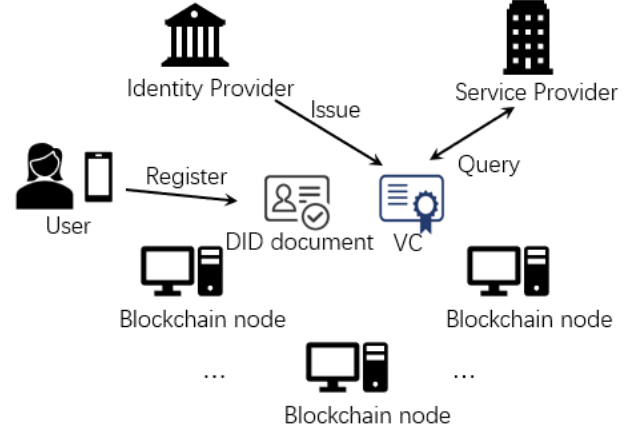 Identity Provider
Service Provider
Issue
Query
Register
User
DID document
VC
Blockchain node
Blockchain node
...
...
Blockchain node